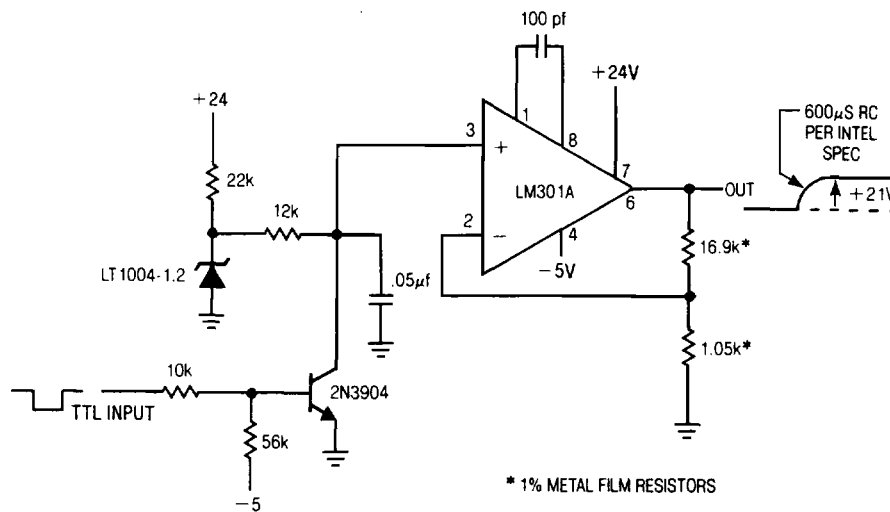 100 pf
+24V
+24
1
3
8
+
22k
7
600µS RC
PER INTEL
SPEC
12k
LM301A
6
OUT
+21V
2
4
−
16.9k*
LT1004-1.2
−5V
.05µf
10k
2N3904
1.05k*
TTL INPUT
56k
−5
* 1% METAL FILM RESISTORS